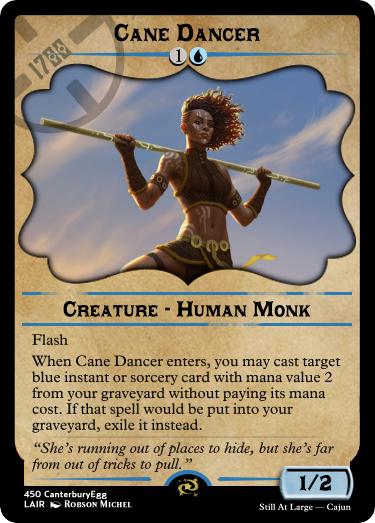 Cane Dancer
1
1788
Creature - Human Monk
Flash
When Cane Dancer enters, you may cast target
blue instant or sorcery card with mana value 2
from your graveyard without paying its mana
cost. If that spell would be put into your
graveyard, exile it instead.
“She’s running out of places to hide, but she’s far
from out of tricks to pull.”
1/2
450 CanterburyEgg
LAIR Robson Michel
Still At Large — Cajun